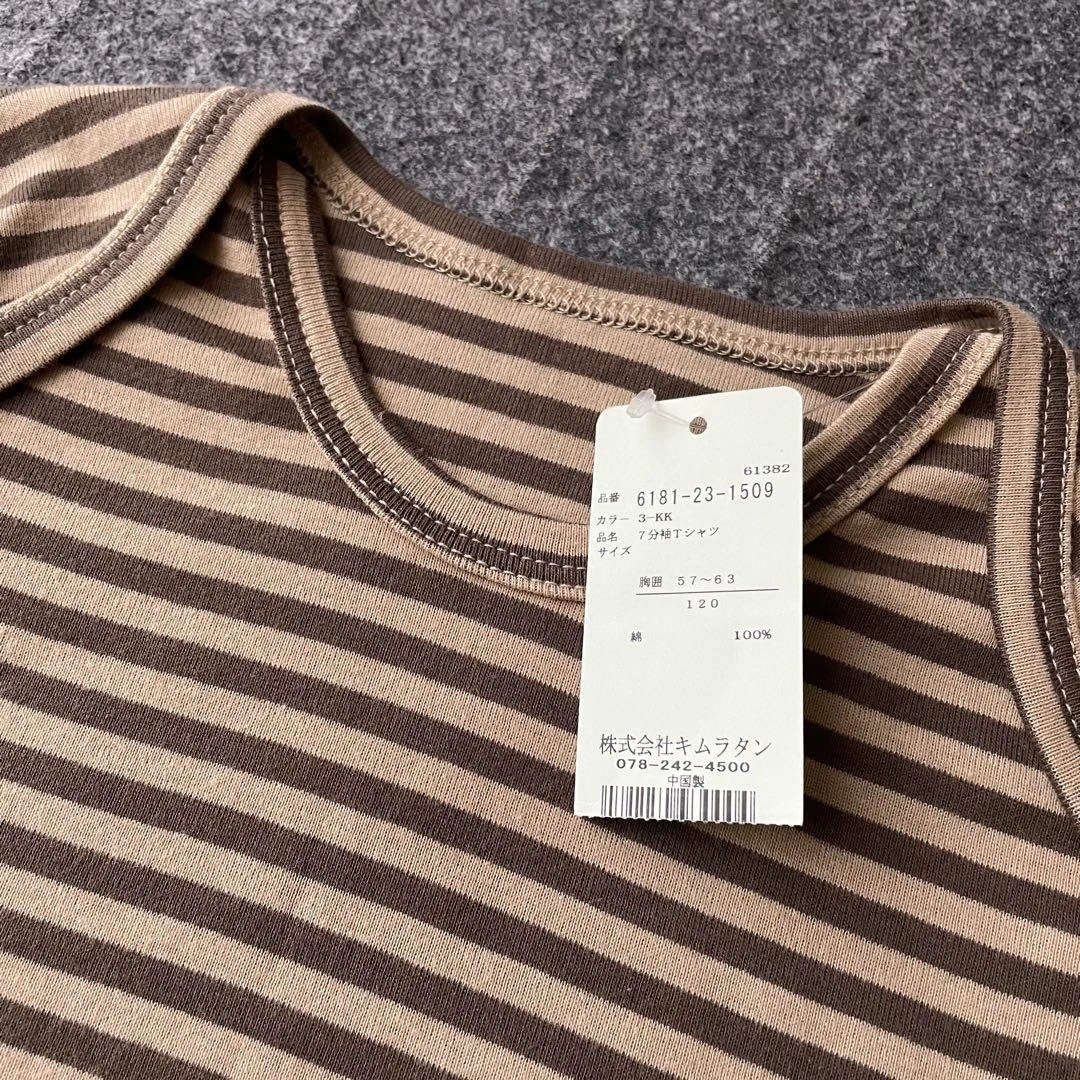 61382
品番 6181-23-1509
カラー 3-KK
品名 7分袖Tシャツ
サイズ
胸囲 57~63
120
綿 100%
株式会社キムラタン
078-242-4500
中国製